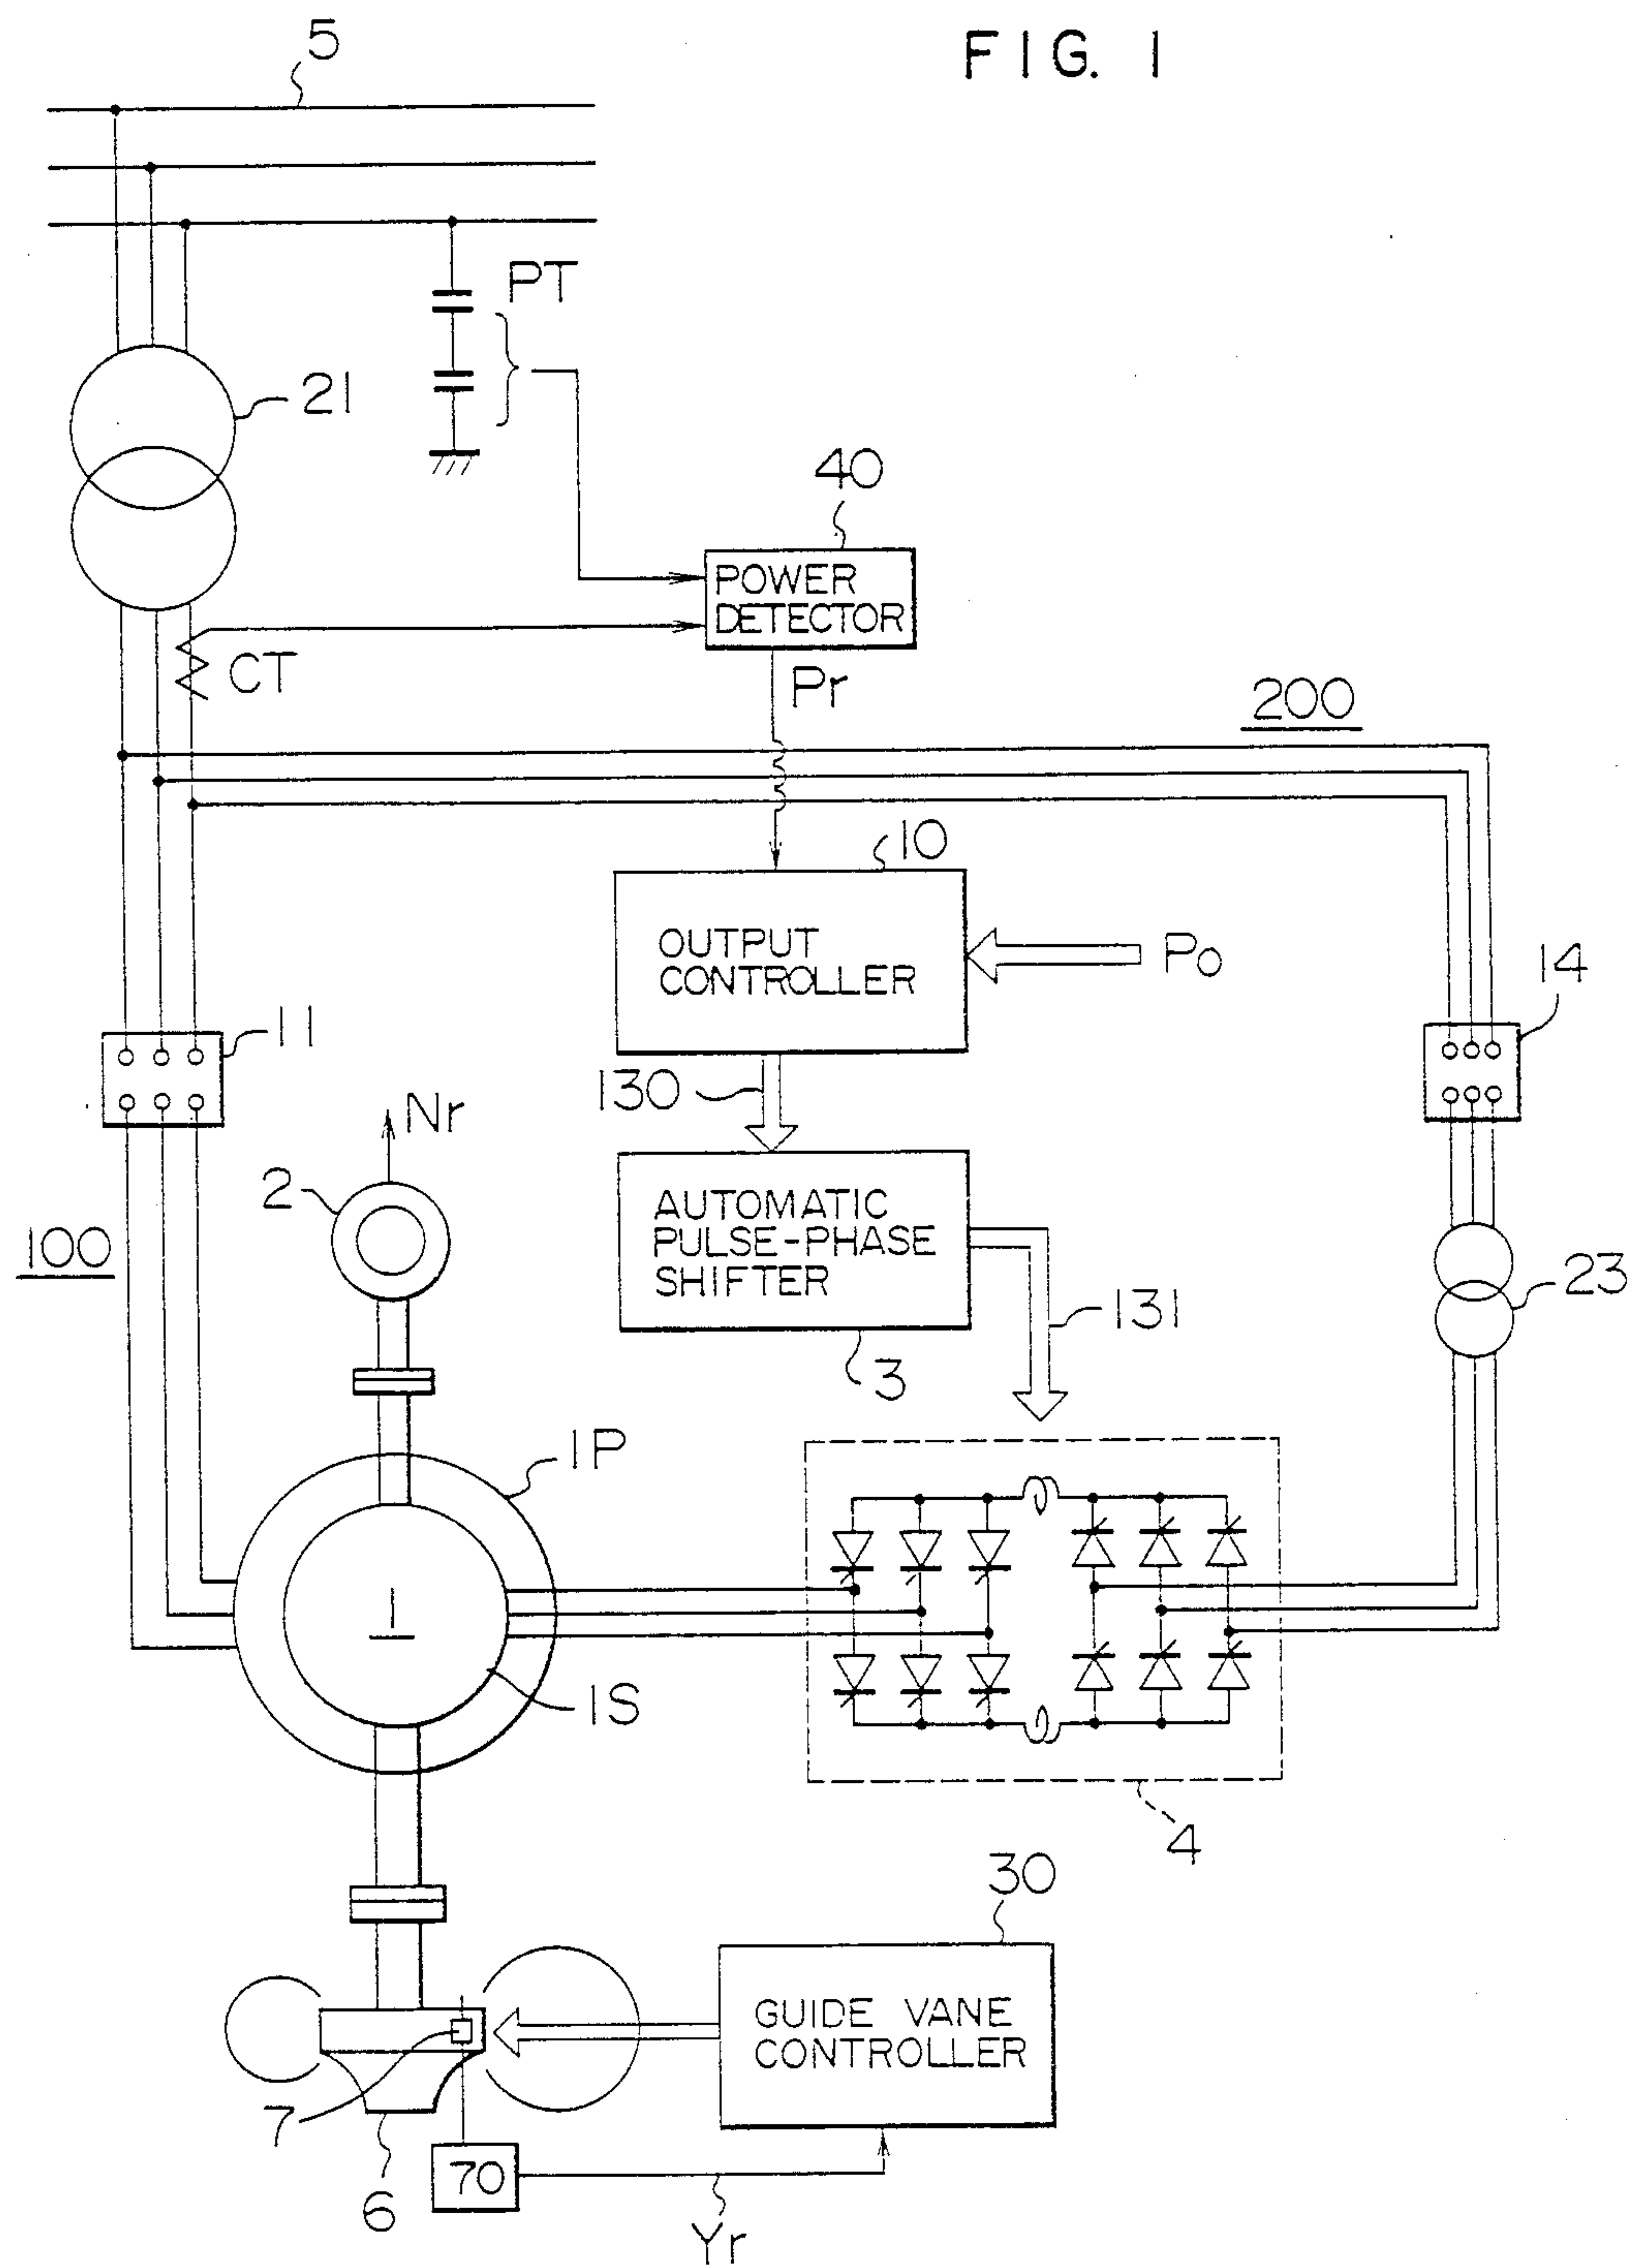 FIG. 1
5
PT
21
40
POWER
DETECTOR
CT
Pr
200
10
OUTPUT
CONTROLLER
Po
14
11
130
Nr
2
AUTOMATIC
PULSE-PHASE
SHIFTER
100
23
131
3
1P
1
1S
4
30
GUIDE VANE
CONTROLLER
7
70
6
Yr